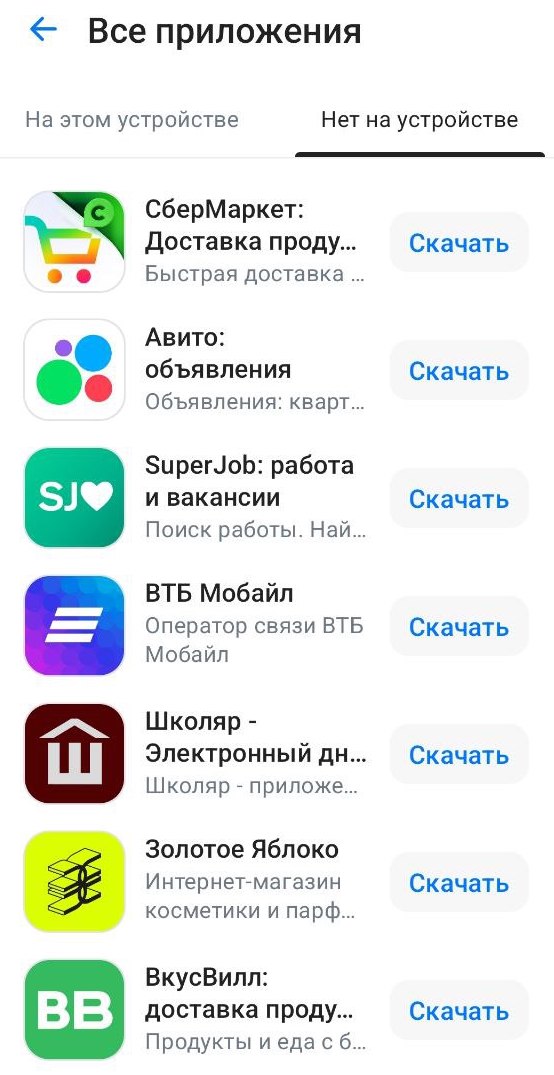 Все приложения
На этом устройстве
Нет на устройстве
СберМаркет:
Доставка проду...
Быстрая доставка ...
Скачать
Авито:
объявления
Объявления: кварт...
Скачать
SJ
SuperJob: работа
и вакансии
Поиск работы. Най...
Скачать
ВТБ Мобайл
Оператор связи ВТБ
Мобайл
Скачать
Ш
Школяр -
Электронный дн...
Школяр - приложе...
Скачать
Золотое Яблоко
Интернет-магазин
косметики и парф...
Скачать
ВВ
ВкусВилл:
доставка проду...
Продукты и еда с б...
Скачать